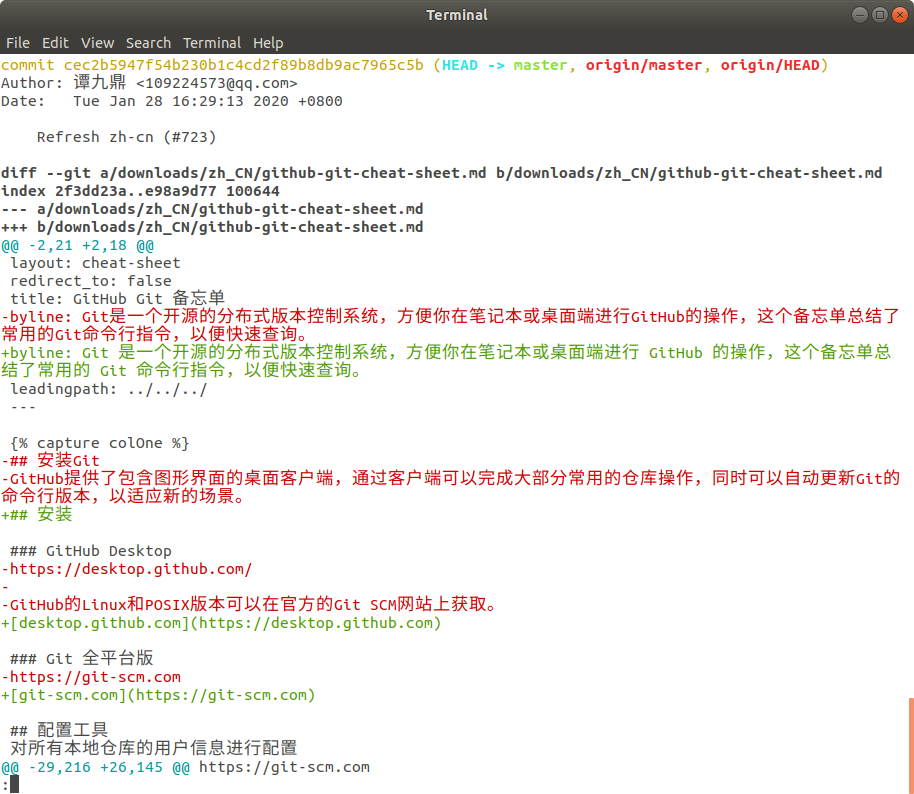 Terminal
File Edit View Search Terminal Help
commit cec2b5947f54b230b1c4cd2f89b8db9ac7965c5b (HEAD -> master, origin/master, origin/HEAD)
Author: 谭九鼎 <109224573@qq.com>
Date:   Tue Jan 28 16:29:13 2020 +0800
    Refresh zh-cn (#723)
diff --git a/downloads/zh_CN/github-git-cheat-sheet.md b/downloads/zh_CN/github-git-cheat-sheet.md
index 2f3dd23a..e98a9d77 100644
--- a/downloads/zh_CN/github-git-cheat-sheet.md
+++ b/downloads/zh_CN/github-git-cheat-sheet.md
@@ -2,21 +2,18 @@
 layout: cheat-sheet
 redirect_to: false
 title: GitHub Git 备忘单
-byline: Git是一个开源的分布式版本控制系统，方便你在笔记本或桌面端进行GitHub的操作，这个备忘单总结了
常用的Git命令行指令，以便快速查询。
+byline: Git 是一个开源的分布式版本控制系统，方便你在笔记本或桌面端进行 GitHub 的操作，这个备忘单总
结了常用的 Git 命令行指令，以便快速查询。
 leadingpath: ../../../
 ---
 {% capture colOne %}
-## 安装Git
-GitHub提供了包含图形界面的桌面客户端，通过客户端可以完成大部分常用的仓库操作，同时可以自动更新Git的
命令行版本，以适应新的场景。
+## 安装
 ### GitHub Desktop
-https://desktop.github.com/
-
-GitHub的Linux和POSIX版本可以在官方的Git SCM网站上获取。
+[desktop.github.com](https://desktop.github.com)
 ### Git 全平台版
-https://git-scm.com
+[git-scm.com](https://git-scm.com)
 ## 配置工具
 对所有本地仓库的用户信息进行配置
@@ -29,216 +26,145 @@ https://git-scm.com
: